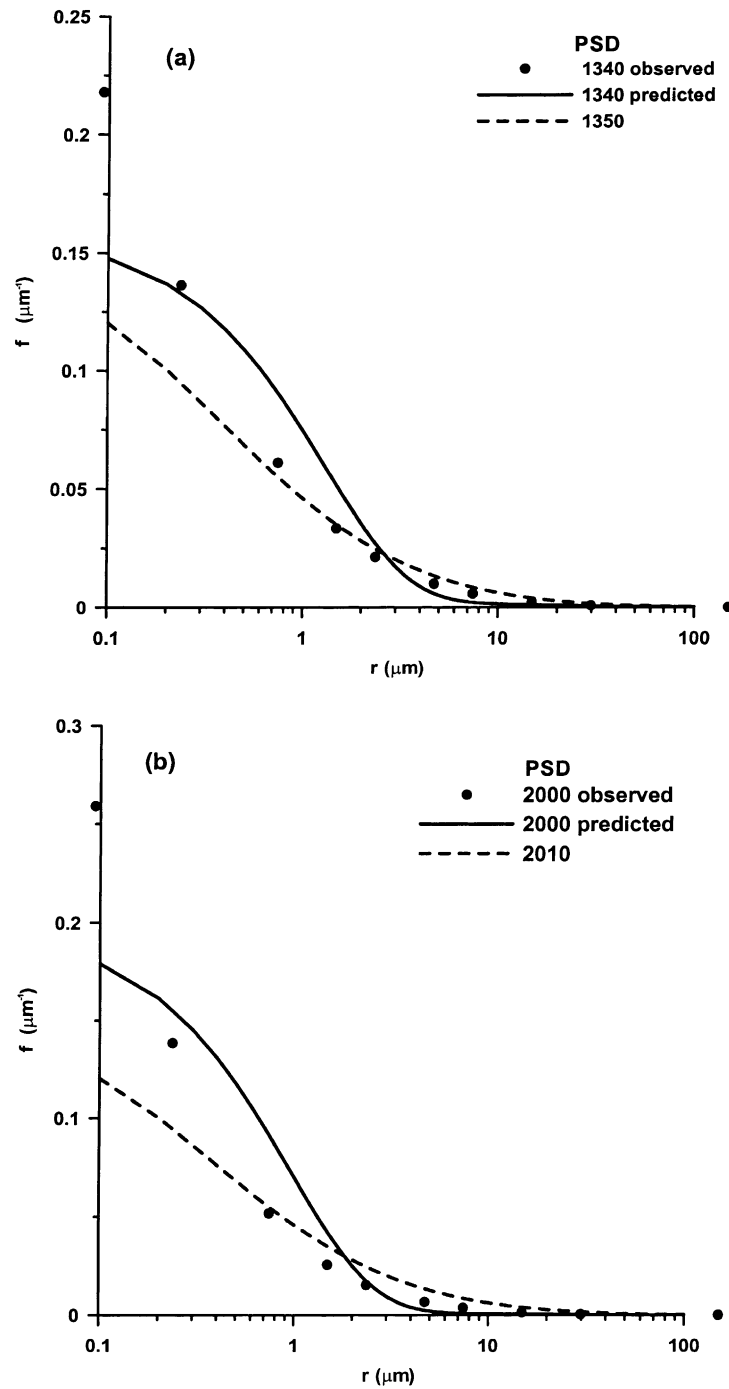 0.25
(a)
PSD
1340 observed
1340 predicted
1350
0.2
0.15
f (μm⁻¹)
0.1
0.05
0
0.1 1 10 100
r (μm)
0.3
(b)
PSD
2000 observed
2000 predicted
2010
0.2
f (μm⁻¹)
0.1
0
0.1 1 10 100
r (μm)